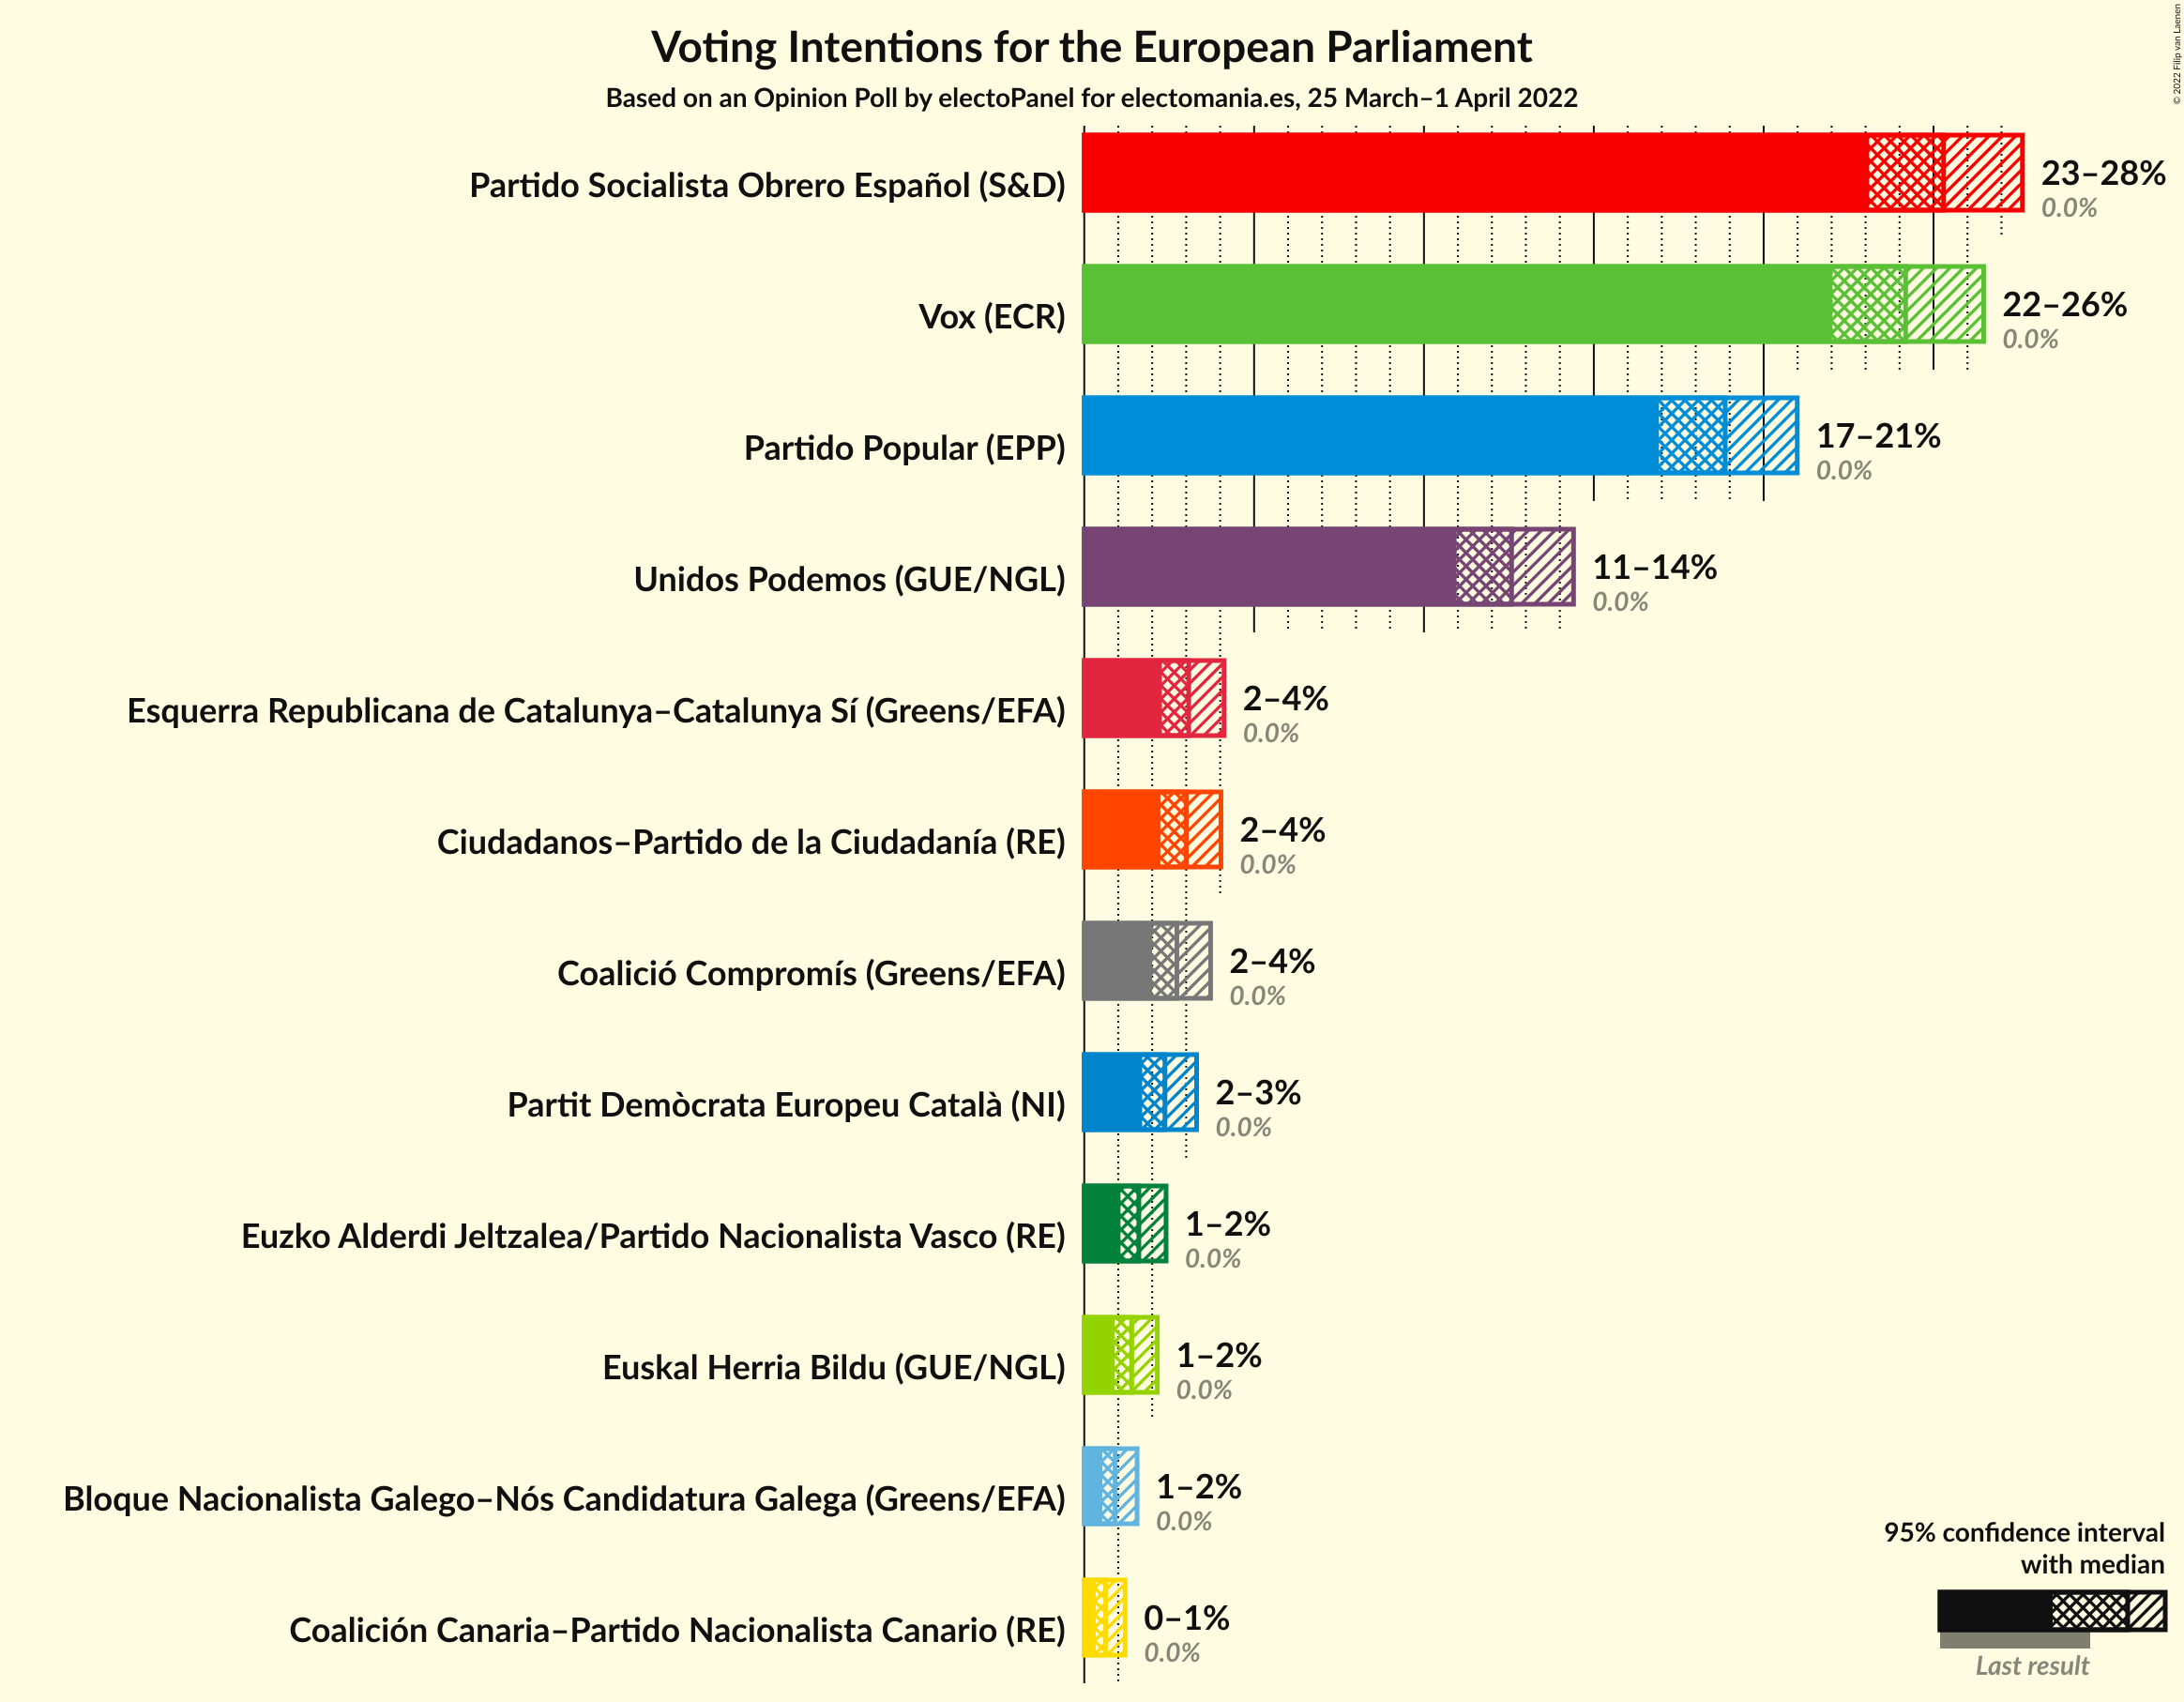 Voting Intentions for the European Parliament
Based on an Opinion Poll by electoPanel for electomania.es, 25 March–1 April 2022
© 2022 Filip van Laenen
Partido Socialista Obrero Español (S&D)
23–28%
0.0%
Vox (ECR)
22–26%
0.0%
Partido Popular (EPP)
17–21%
0.0%
Unidos Podemos (GUE/NGL)
11–14%
0.0%
Esquerra Republicana de Catalunya–Catalunya Sí (Greens/EFA)
2–4%
0.0%
Ciudadanos–Partido de la Ciudadanía (RE)
2–4%
0.0%
Coalició Compromís (Greens/EFA)
2–4%
0.0%
Partit Demòcrata Europeu Català (NI)
2–3%
0.0%
Euzko Alderdi Jeltzalea/Partido Nacionalista Vasco (RE)
1–2%
0.0%
Euskal Herria Bildu (GUE/NGL)
1–2%
0.0%
Bloque Nacionalista Galego–Nós Candidatura Galega (Greens/EFA)
1–2%
0.0%
Coalición Canaria–Partido Nacionalista Canario (RE)
0–1%
0.0%
95% confidence interval
with median
Last result